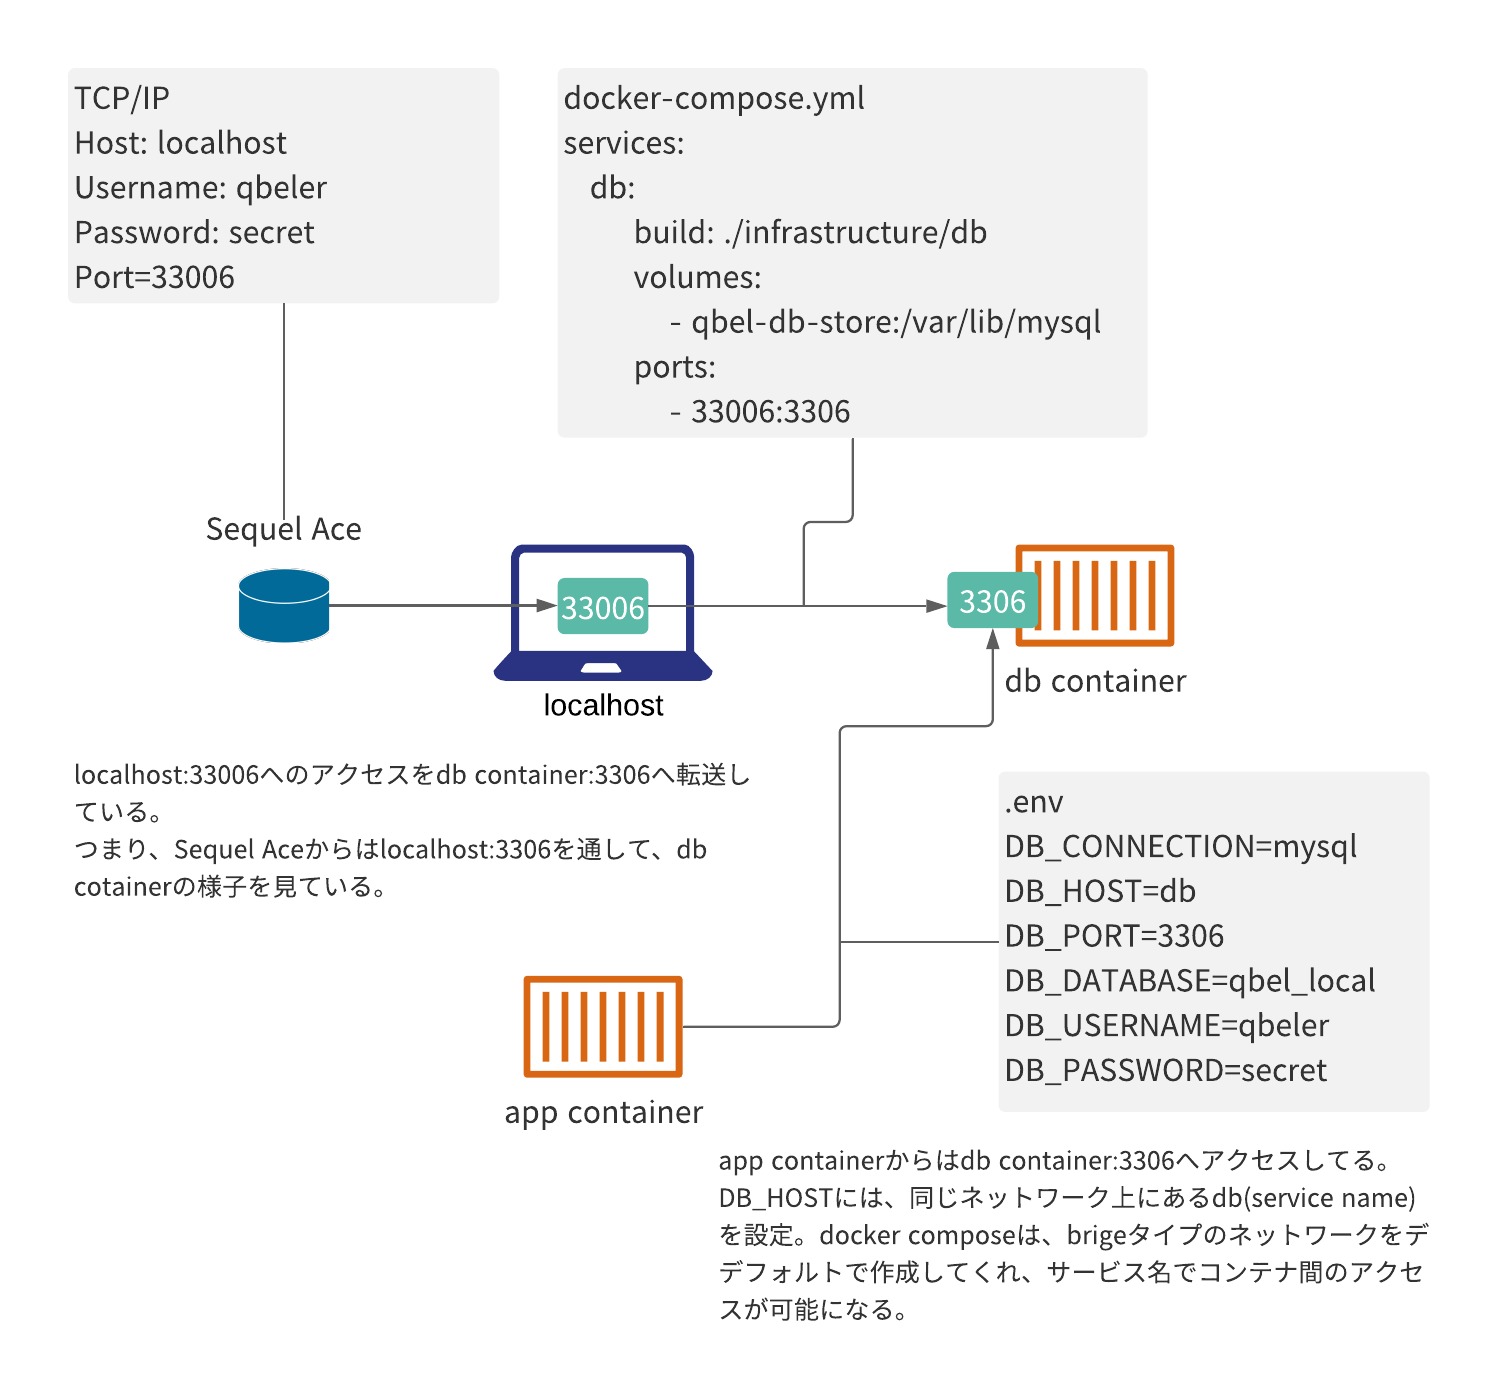 TCP/IP
Host: localhost
Username: qbeler
Password: secret
Port=33006
docker-compose.yml
services:
db:
build: ./infrastructure/db
volumes:
- qbel-db-store:/var/lib/mysql
ports:
- 33006:3306
Sequel Ace
33006
localhost
3306
db container
localhost:33006へのアクセスをdb container:3306へ転送し
ている。
つまり、Sequel Aceからはlocalhost:3306を通して、db
cotainerの様子を見ている。
.env
DB_CONNECTION=mysql
DB_HOST=db
DB_PORT=3306
DB_DATABASE=qbel_local
DB_USERNAME=qbeler
DB_PASSWORD=secret
app container
app containerからはdb container:3306へアクセスしてる。
DB_HOSTには、同じネットワーク上にあるdb(service name)
を設定。docker composeは、brigeタイプのネットワークをデ
デフォルトで作成してくれ、サービス名でコンテナ間のアクセ
スが可能になる。